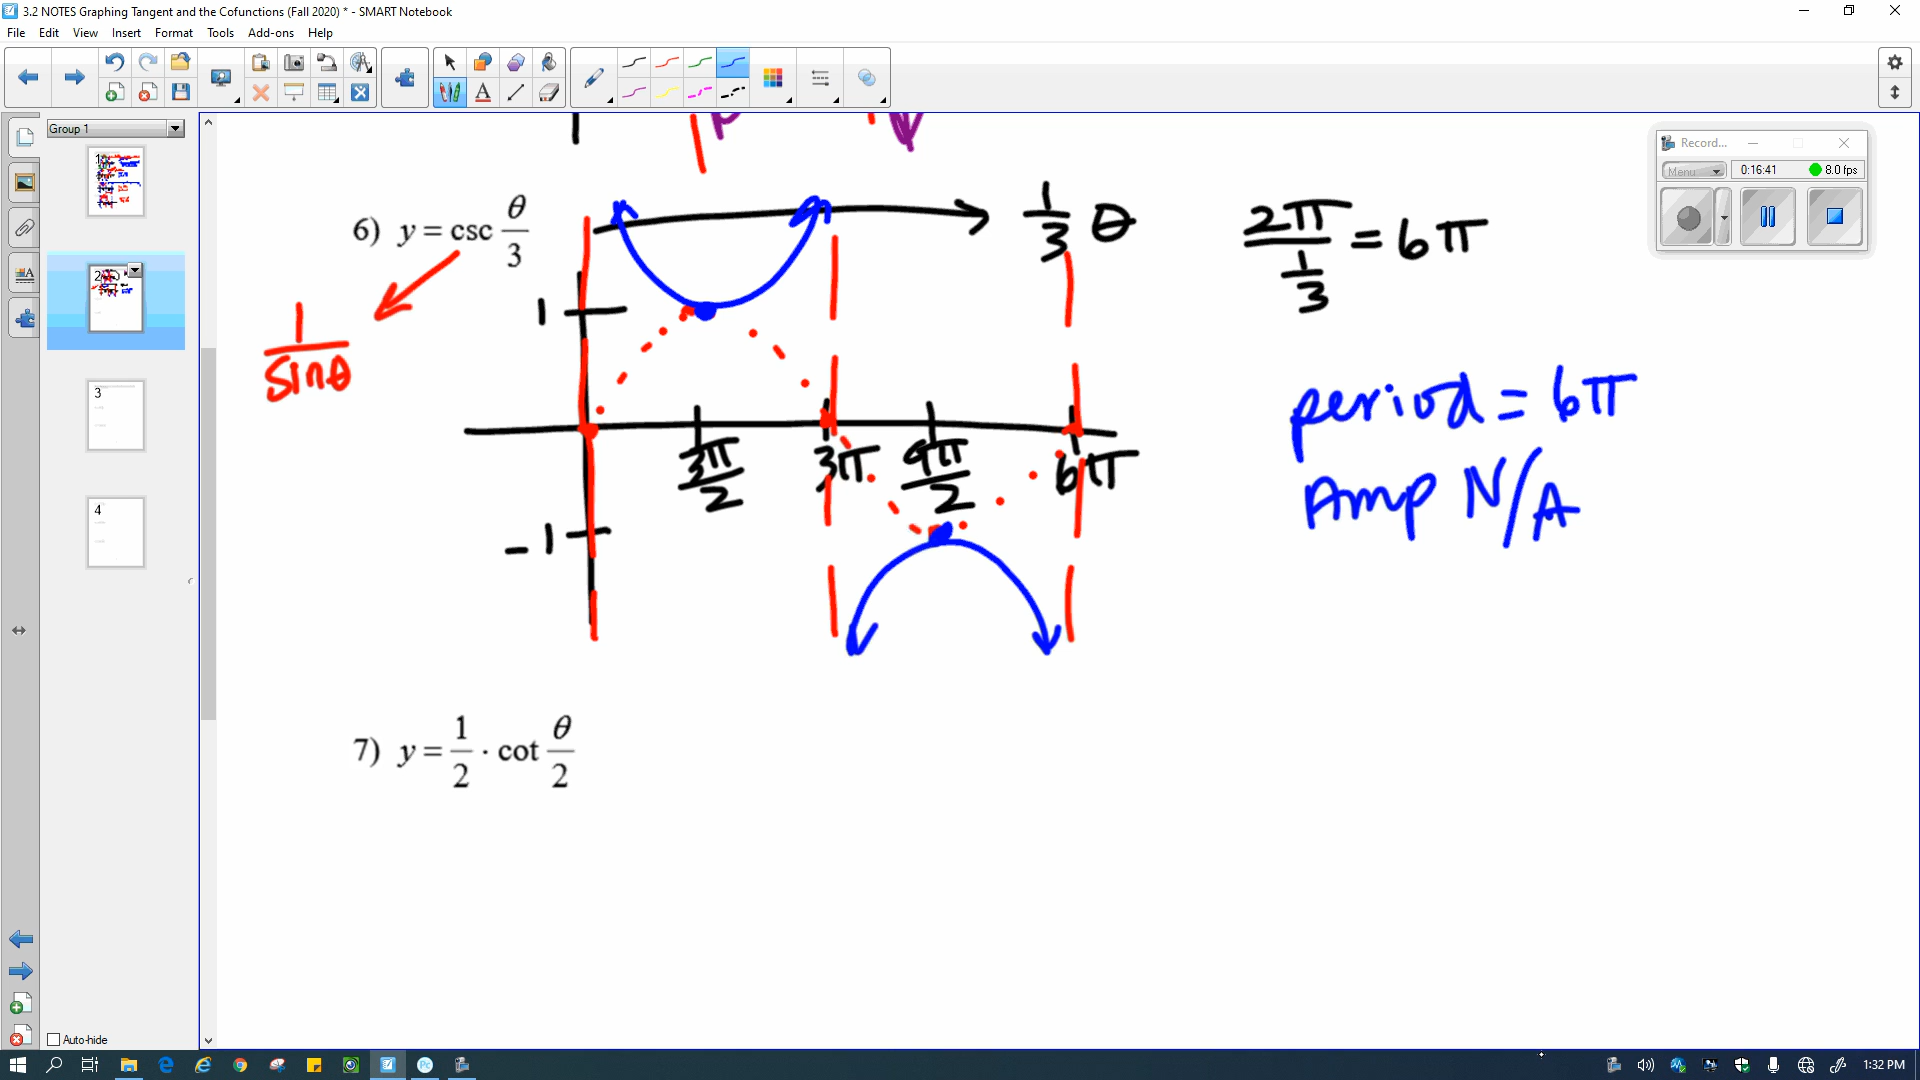 3.2 NOTES Graphing Tangent and the Cofunctions (Fall 2020) * - SMART Notebook
File Edit View Insert Format Tools Add-ons Help
Group 1
1
2
3
4
Auto-hide
Record...
Menu
0:16:41
8.0 fps
6) y = csc θ/3
1/3 θ
2π/(1/3) = 6π
1/sinθ
1
-1
3π/2
3π
9π/2
6π
period = 6π
Amp N/A
7) y = 1/2 · cot θ/2
1:32 PM